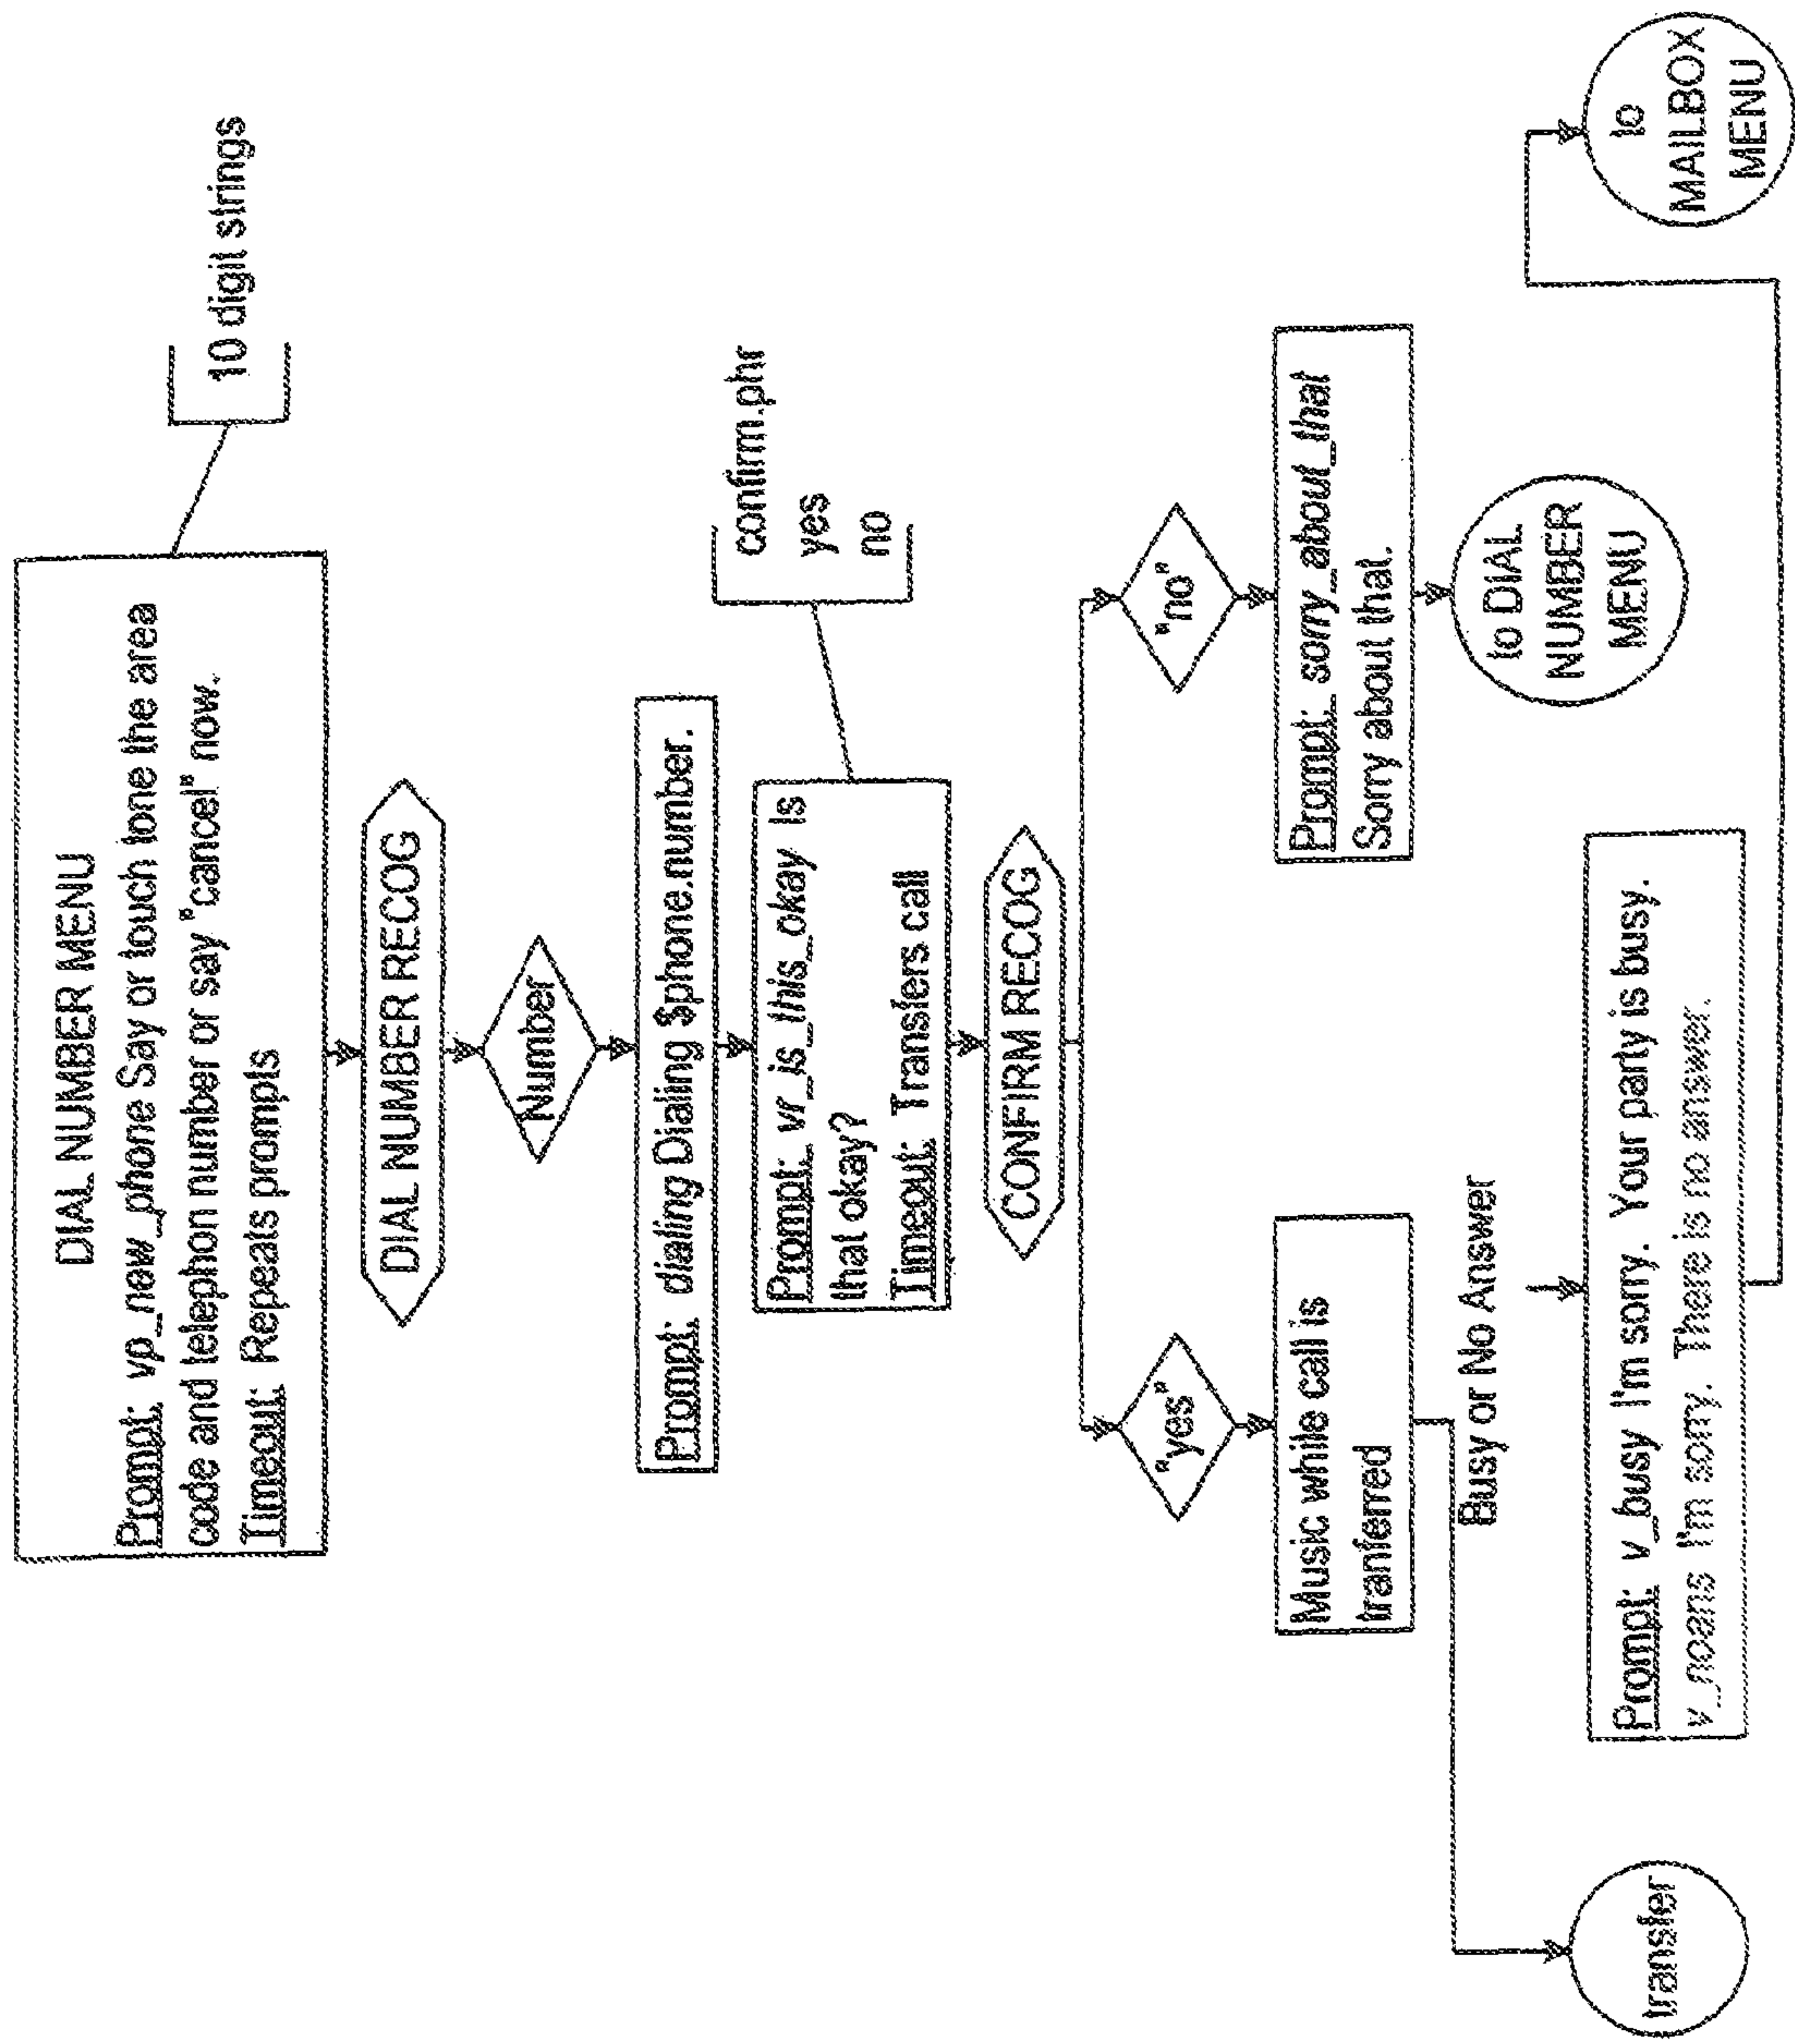 DIAL NUMBER MENU
Prompt: vp_new_phone Say or touch tone the area
code and telephon number or say "cancel" now.
Timeout: Repeats prompts
10 digit strings
DIAL NUMBER RECOG
Number
Prompt: dialing Dialing $phone.number.
Prompt: vr_is_this_okay Is
that okay?
Timeout: Transfers call
confirm.phr
yes
no
CONFIRM RECOG
"yes"
"no"
Music while call is
tranferred
Prompt: sorry_about_that
Sorry about that.
Busy or No Answer
to DIAL
NUMBER
MENU
transfer
Prompt: v_busy I'm sorry. Your party is busy.
v_noans I'm sorry. There is no answer.
to
MAILBOX
MENU